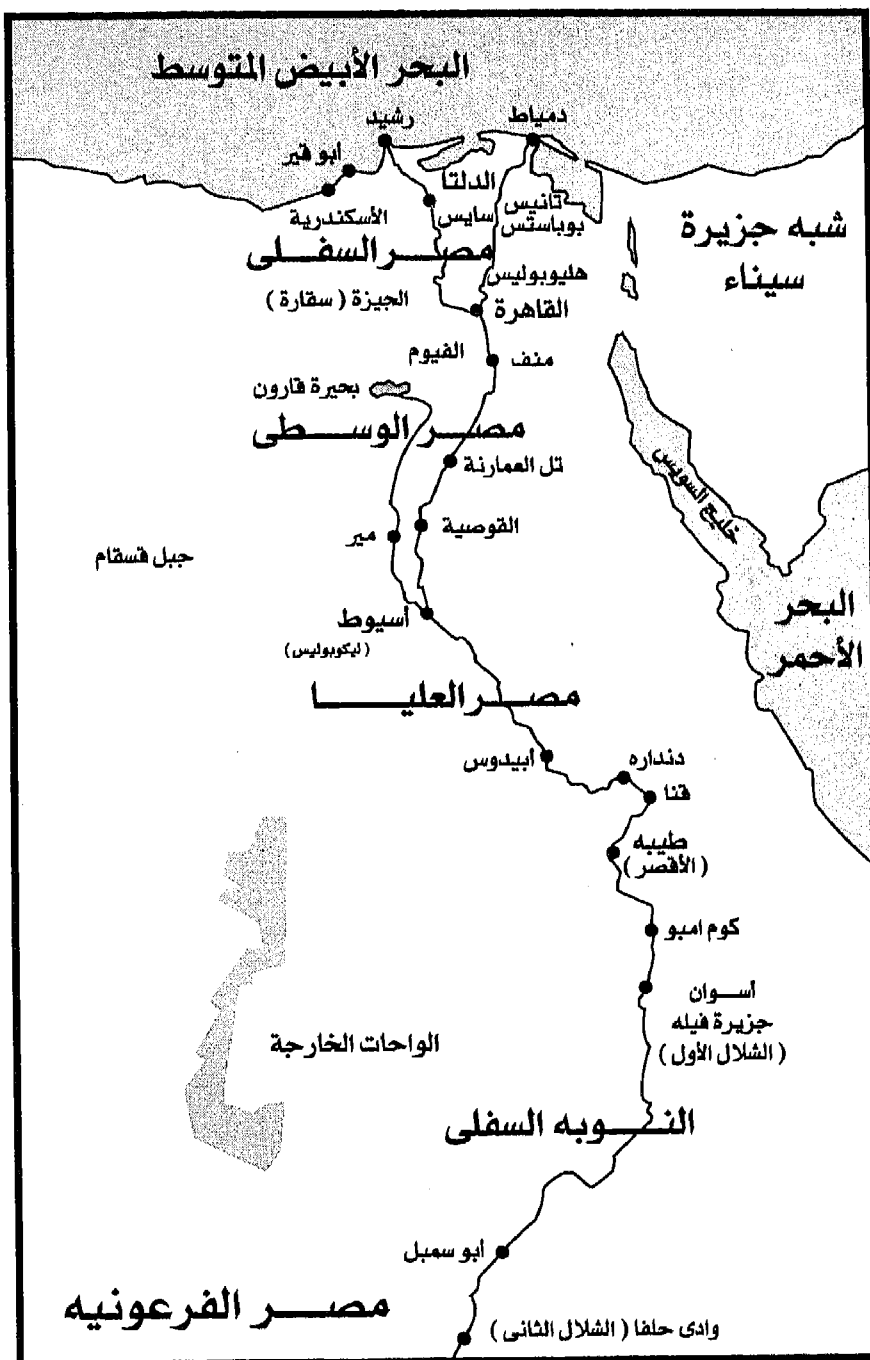 البحر الأبيض المتوسط
رشيد
دمياط
ابو قير
الدلتا
الأسكندرية
سايس
تانيس
بوباستس
شبه جزيرة
سيناء
مصر السفلى
هليوبوليس
الجيزة ( سقارة )
القاهرة
الفيوم
منف
بحيرة قارون
مصر الوسطى
تل العمارنة
خليج السويس
القوصية
مير
جبل قسقام
البحر
الأحمر
أسيوط
( ليكوبوليس )
مصر العليا
أبيدوس
دنداره
قنا
طيبه
( الأقصر )
كوم امبو
أسوان
جزيرة فيله
( الشلال الأول )
الواحات الخارجة
النوبه السفلى
أبو سمبل
مصر الفرعونيه
وادى حلفا ( الشلال الثانى )